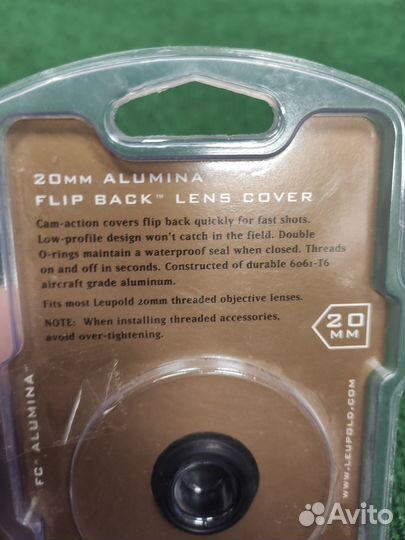 20MM ALUMINA™
FLIP BACK™ LENS COVER
Cam-action covers flip back quickly for fast shots.
Low-profile design won't catch in the field. Double
O-rings maintain a waterproof seal when closed. Threads
on and off in seconds. Constructed of durable 6061-T6
aircraft grade aluminum.
Fits most Leupold 20mm threaded objective lenses.
NOTE: When installing threaded accessories,
avoid over-tightening.
20
MM
FC - ALUMINA™
WWW.LEUPOLD.COM
Avito